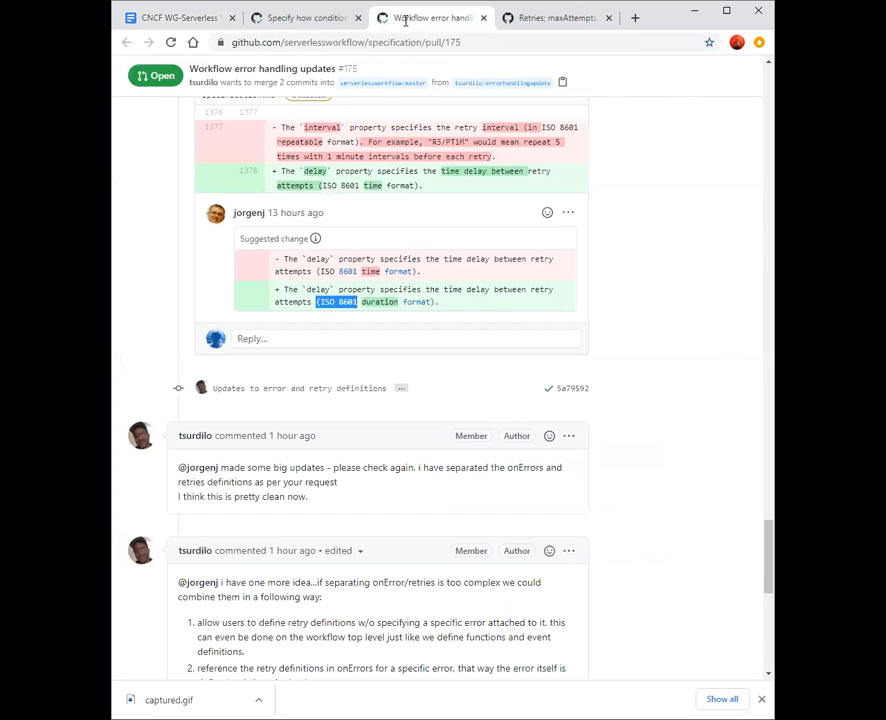 CNCF WG-Serverless
Specify how condition
Workflow error handli
Retries; maxAttempts
github.com/serverlessworkflow/specification/pull/175
Open
Workflow error handling updates #175
tsurdilo wants to merge 2 commits into serverlessworkflow:master from tsurdilo:errorhandlingupdate
1376 1377
1377 - The `interval` property specifies the retry interval (in ISO 8601
repeatable format). For example, "R5/PT1M" would mean repeat 5
times with 1 minute intervals before each retry.
1378 + The `delay` property specifies the time delay between retry
attempts (ISO 8601 time format).
jorgenj 13 hours ago
Suggested change
- The `delay` property specifies the time delay between retry
attempts (ISO 8601 time format).
+ The `delay` property specifies the time delay between retry
attempts (ISO 8601 duration format).
Reply...
Updates to error and retry definitions ... 5a79592
tsurdilo commented 1 hour ago Member Author
@jorgenj made some big updates - please check again. i have separated the onErrors and
retries definitions as per your request
I think this is pretty clean now.
tsurdilo commented 1 hour ago • edited Member Author
@jorgenj i have one more idea...if separating onError/retries is too complex we could
combine them in a following way:
1. allow users to define retry definitions w/o specifying a specific error attached to it. this
can even be done on the workflow top level just like we define functions and event
definitions.
2. reference the retry definitions in onErrors for a specific error, that way the error itself is
captured.gif
Show all